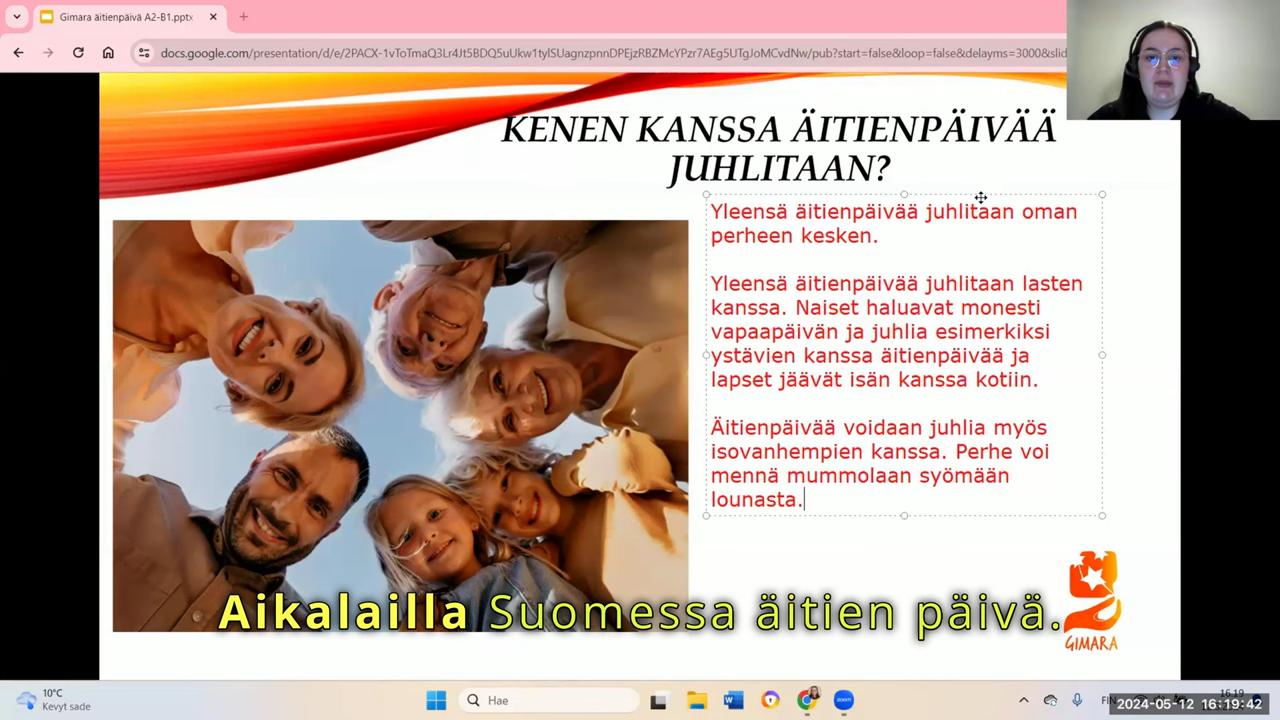 Gimara äitienpäivä A2-B1.pptx
docs.google.com/presentation/d/e/2PACX-1vToTmaQ3Lr4Jt5BDQ5uUkw1tylSUagnzpnnDPEjzRBZMcYPzr7AEg5UTgJoMCvdNw/pub?start=false&loop=false&delayms=3000&slid
KENEN KANSSA ÄITIENPÄIVÄÄ
JUHLITAAN?
Yleensä äitienpäivää juhlitaan oman
perheen kesken.
Yleensä äitienpäivää juhlitaan lasten
kanssa. Naiset haluavat monesti
vapaapäivän ja juhlia esimerkiksi
ystävien kanssa äitienpäivää ja
lapset jäävät isän kanssa kotiin.
Äitienpäivää voidaan juhlia myös
isovanhempien kanssa. Perhe voi
mennä mummolaan syömään
lounasta.
Aikalailla Suomessa äitien päivä.
GIMARA
10°C
Kevyt sade
Hae
zoom
FIN
16.19
2024-05-12 16:19:42